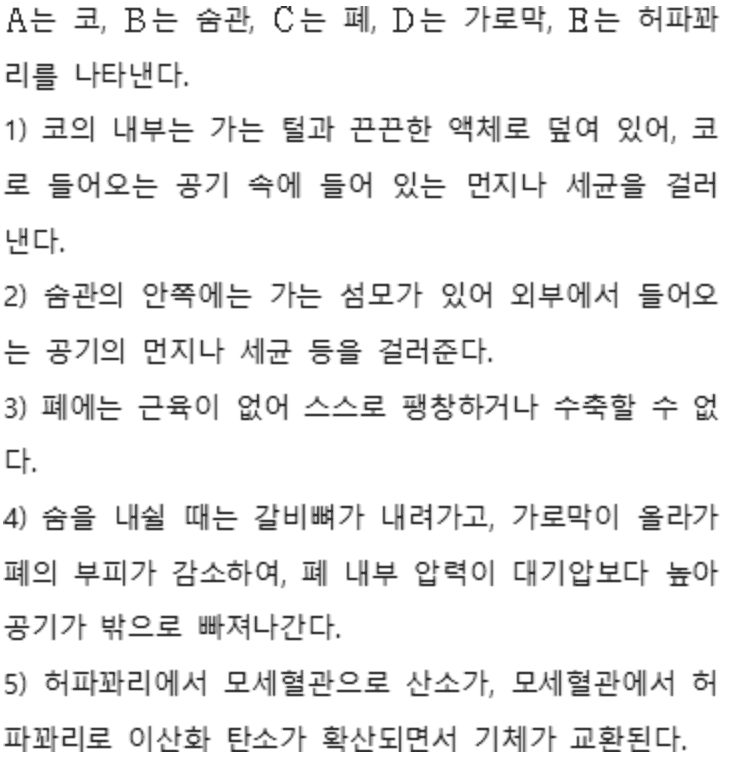 A는 코, B는 숨관, C는 폐, D는 가로막, E는 허파꽈
리를 나타낸다.
1) 코의 내부는 가는 털과 끈끈한 액체로 덮여 있어, 코
로 들어오는 공기 속에 들어 있는 먼지나 세균을 걸러
낸다.
2) 숨관의 안쪽에는 가는 섬모가 있어 외부에서 들어오
는 공기의 먼지나 세균 등을 걸러준다.
3) 폐에는 근육이 없어 스스로 팽창하거나 수축할 수 없
다.
4) 숨을 내쉴 때는 갈비뼈가 내려가고, 가로막이 올라가
폐의 부피가 감소하여, 폐 내부 압력이 대기압보다 높아
공기가 밖으로 빠져나간다.
5) 허파꽈리에서 모세혈관으로 산소가, 모세혈관에서 허
파꽈리로 이산화 탄소가 확산되면서 기체가 교환된다.